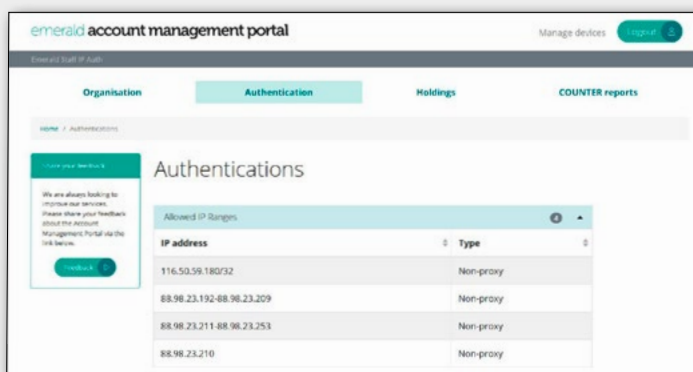 emerald account management portal
Manage devices
Logout
Emerald Staff IP Auth
Organisation
Authentication
Holdings
COUNTER reports
Home / Authentications
Share your feedback
We are always looking to
improve our services.
Please share your feedback
about the Account
Management Portal via the
link below.
Feedback
Authentications
Allowed IP Ranges
4
IP address
Type
116.50.59.180/32
Non-proxy
88.98.23.192-88.98.23.209
Non-proxy
88.98.23.211-88.98.23.253
Non-proxy
88.98.23.210
Non-proxy